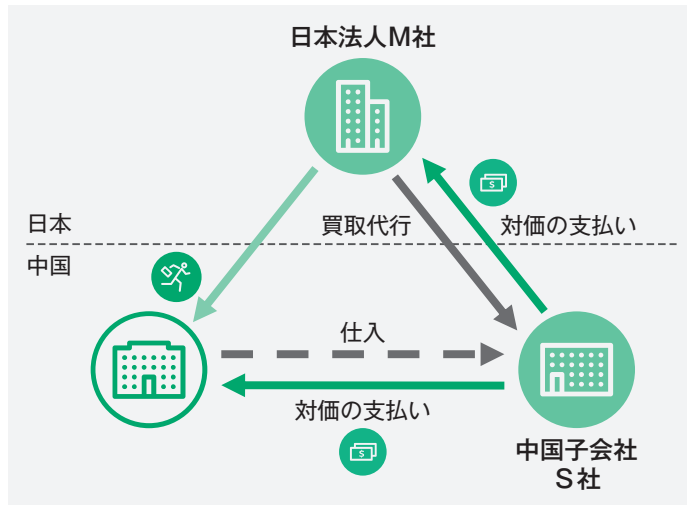 日本法人M社
日本
買取代行
対価の支払い
中国
仕入
対価の支払い
中国子会社
S社